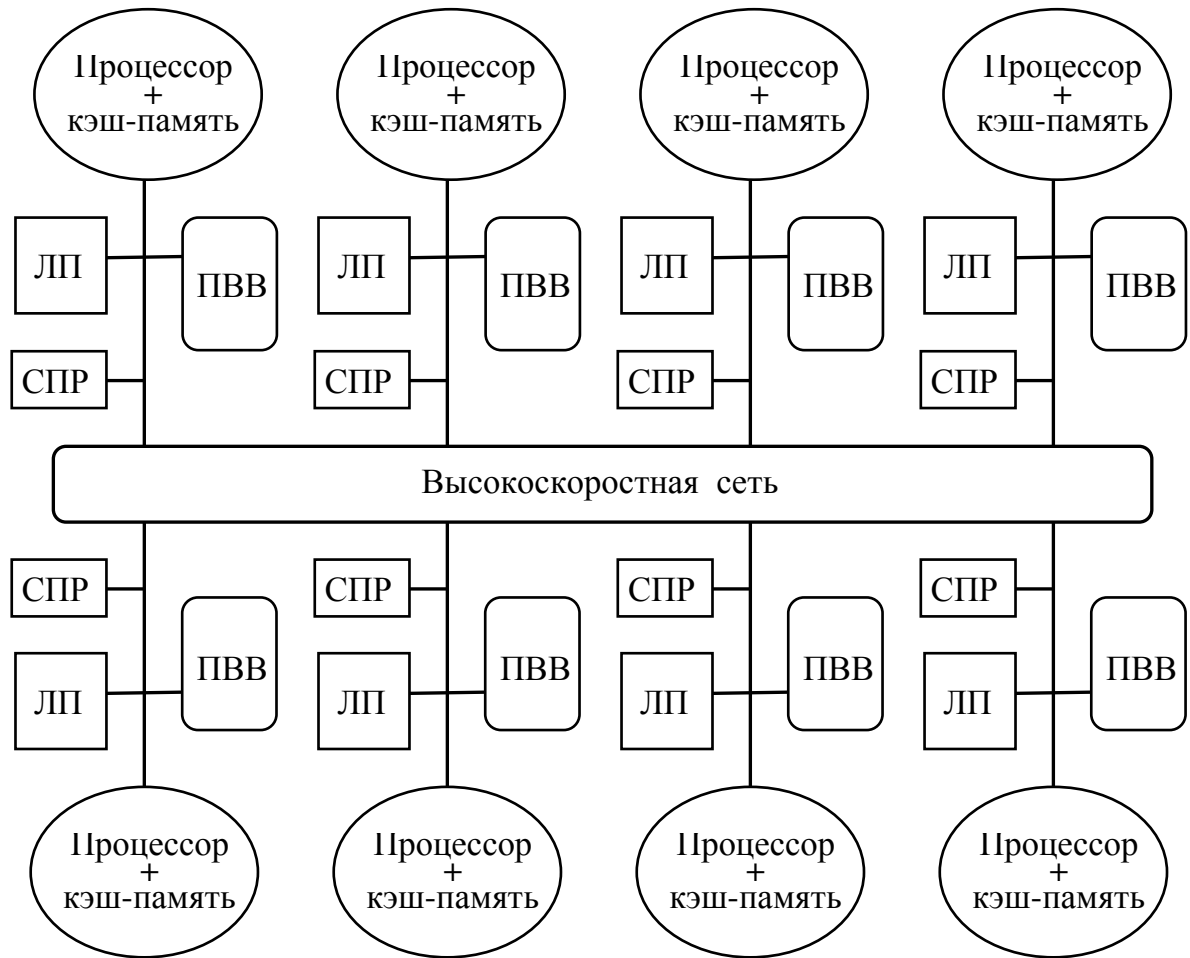 Процессор
+
кэш-память
Процессор
+
кэш-память
Процессор
+
кэш-память
Процессор
+
кэш-память
ЛП
ПВВ
ЛП
ПВВ
ЛП
ПВВ
ЛП
ПВВ
СПР
СПР
СПР
СПР
Высокоскоростная сеть
СПР
СПР
СПР
СПР
ЛП
ПВВ
ЛП
ПВВ
ЛП
ПВВ
ЛП
ПВВ
Процессор
+
кэш-память
Процессор
+
кэш-память
Процессор
+
кэш-память
Процессор
+
кэш-память